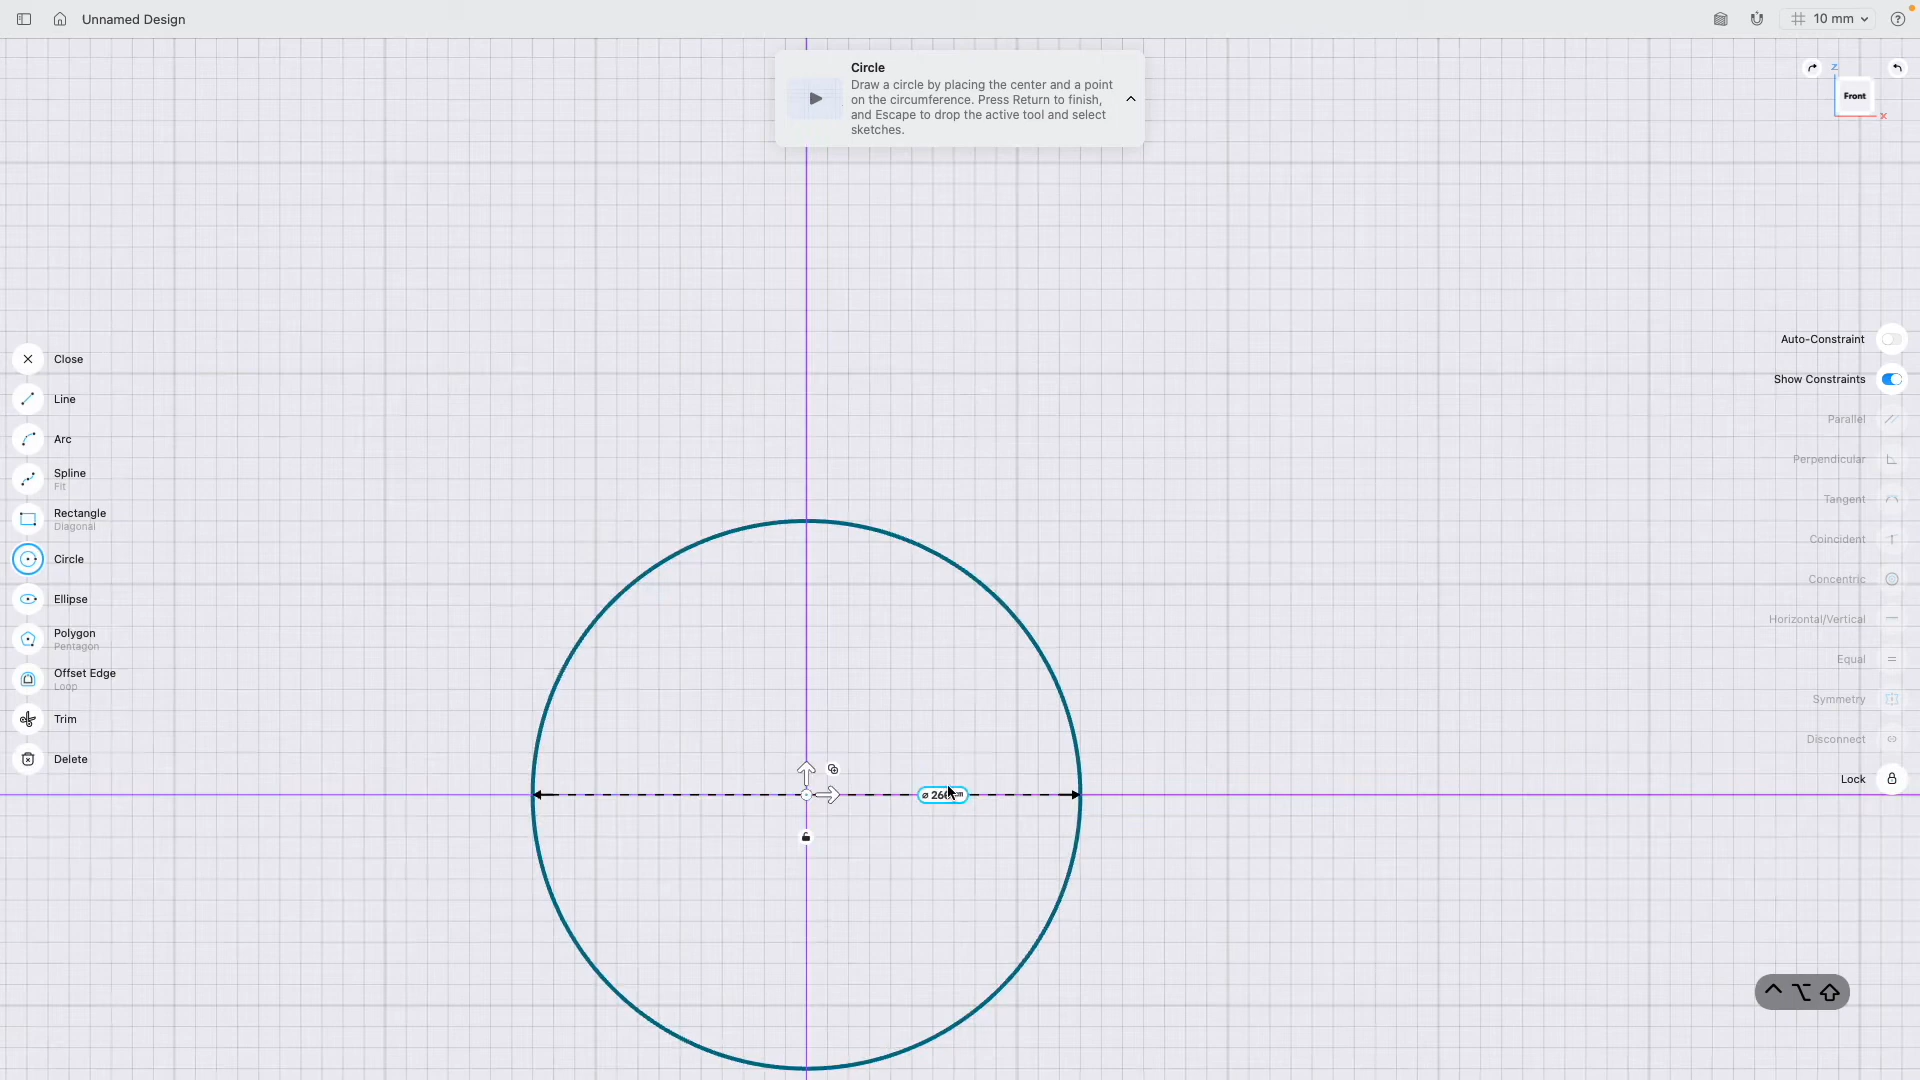 Unnamed Design
10 mm
Circle
Draw a circle by placing the center and a point
on the circumference. Press Return to finish,
and Escape to drop the active tool and select
sketches.
Z
Front
X
Close
Line
Arc
Spline
Fit
Rectangle
Diagonal
Circle
Ellipse
Polygon
Pentagon
Offset Edge
Loop
Trim
Delete
Auto-Constraint
Show Constraints
Parallel
Perpendicular
Tangent
Coincident
Concentric
Horizontal/Vertical
Equal
Symmetry
Disconnect
Lock